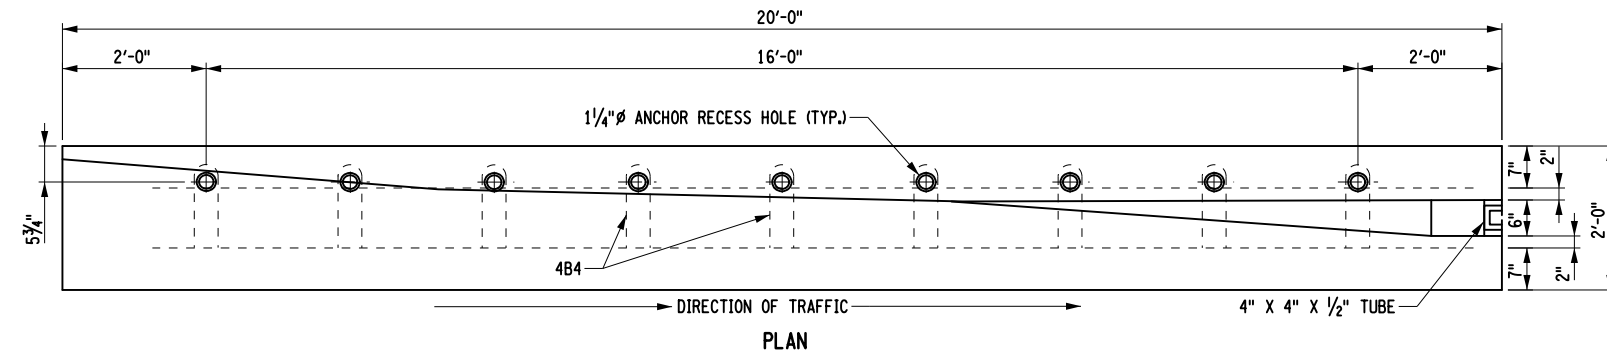 20'-0"
2'-0" 16'-0" 2'-0"
1¼"Ø ANCHOR RECESS HOLE (TYP.)
7" 2"
5¾" 6" 2'-0"
4B4
7" 2"
DIRECTION OF TRAFFIC 4" X 4" X ½" TUBE
PLAN